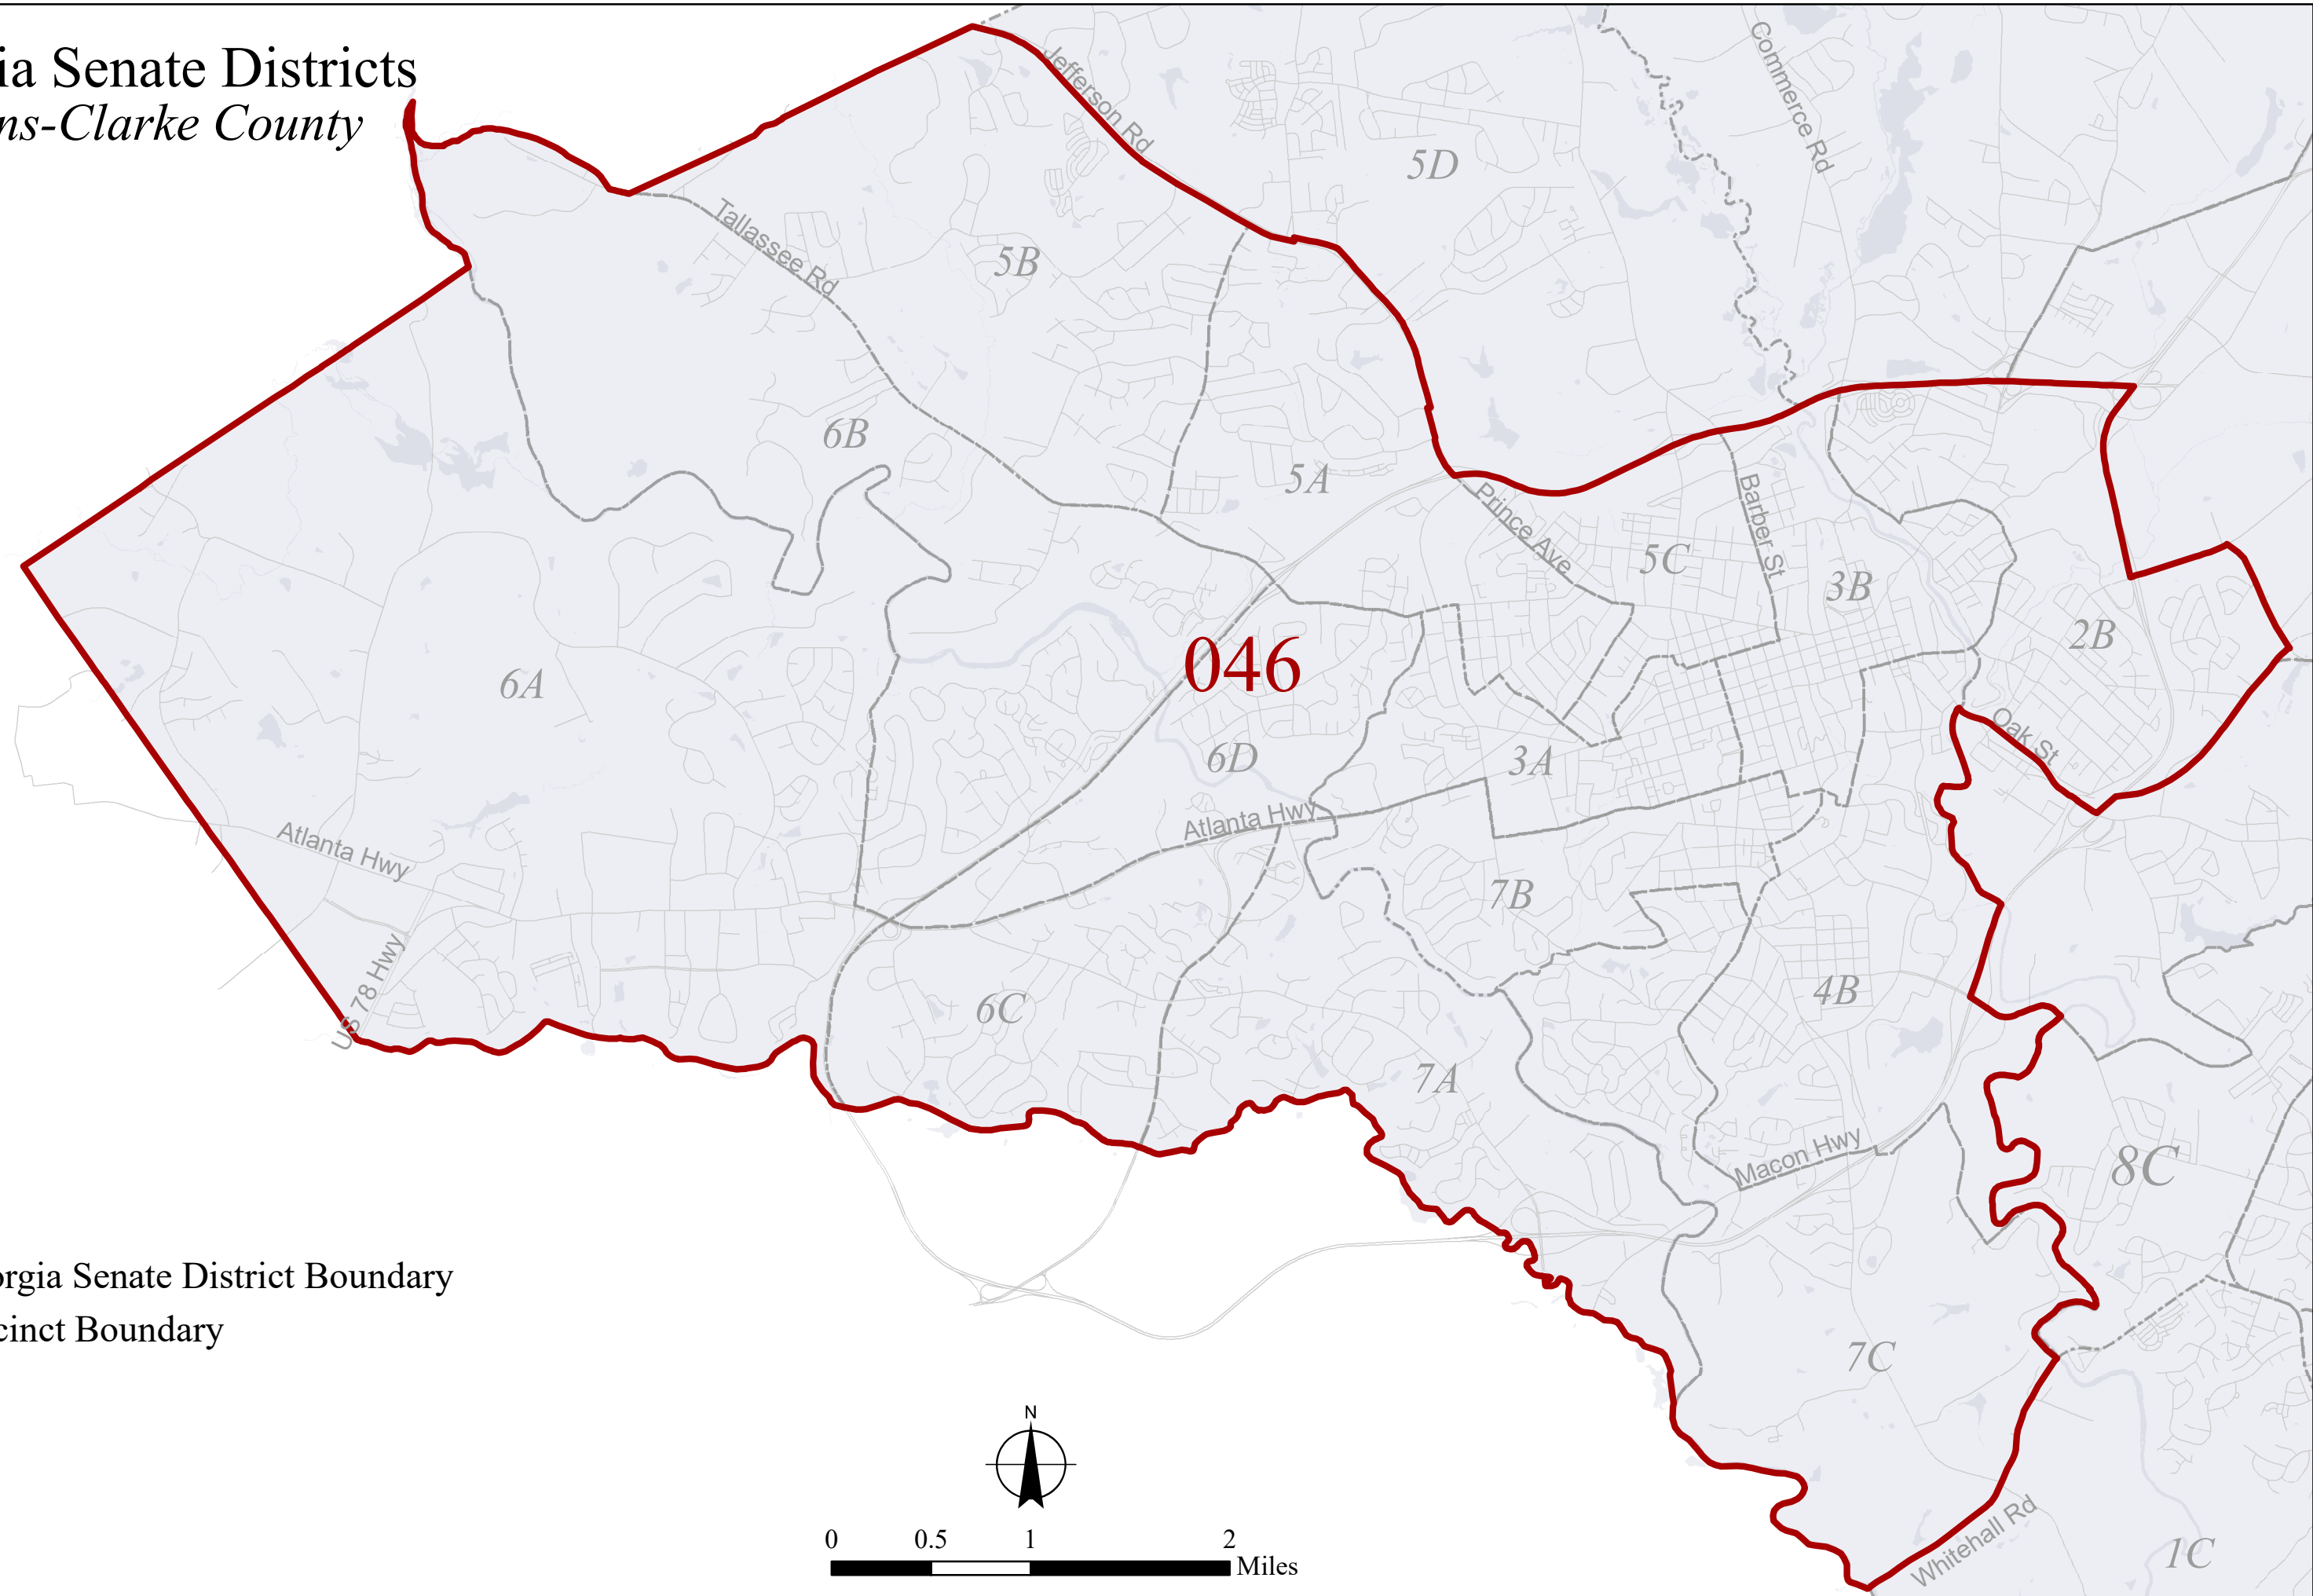 ia Senate Districts
ns-Clarke County
Jefferson Rd
Commerce Rd
5D
Tallassee Rd
5B
6B
5A
Prince Ave
Barber St
5C
3B
2B
046
6A
6D
3A
Oak St
Atlanta Hwy
Atlanta Hwy
7B
US 78 Hwy
6C
4B
7A
Macon Hwy
8C
orgia Senate District Boundary
cinct Boundary
7C
N
Whitehall Rd
1C
0 0.5 1 2
Miles